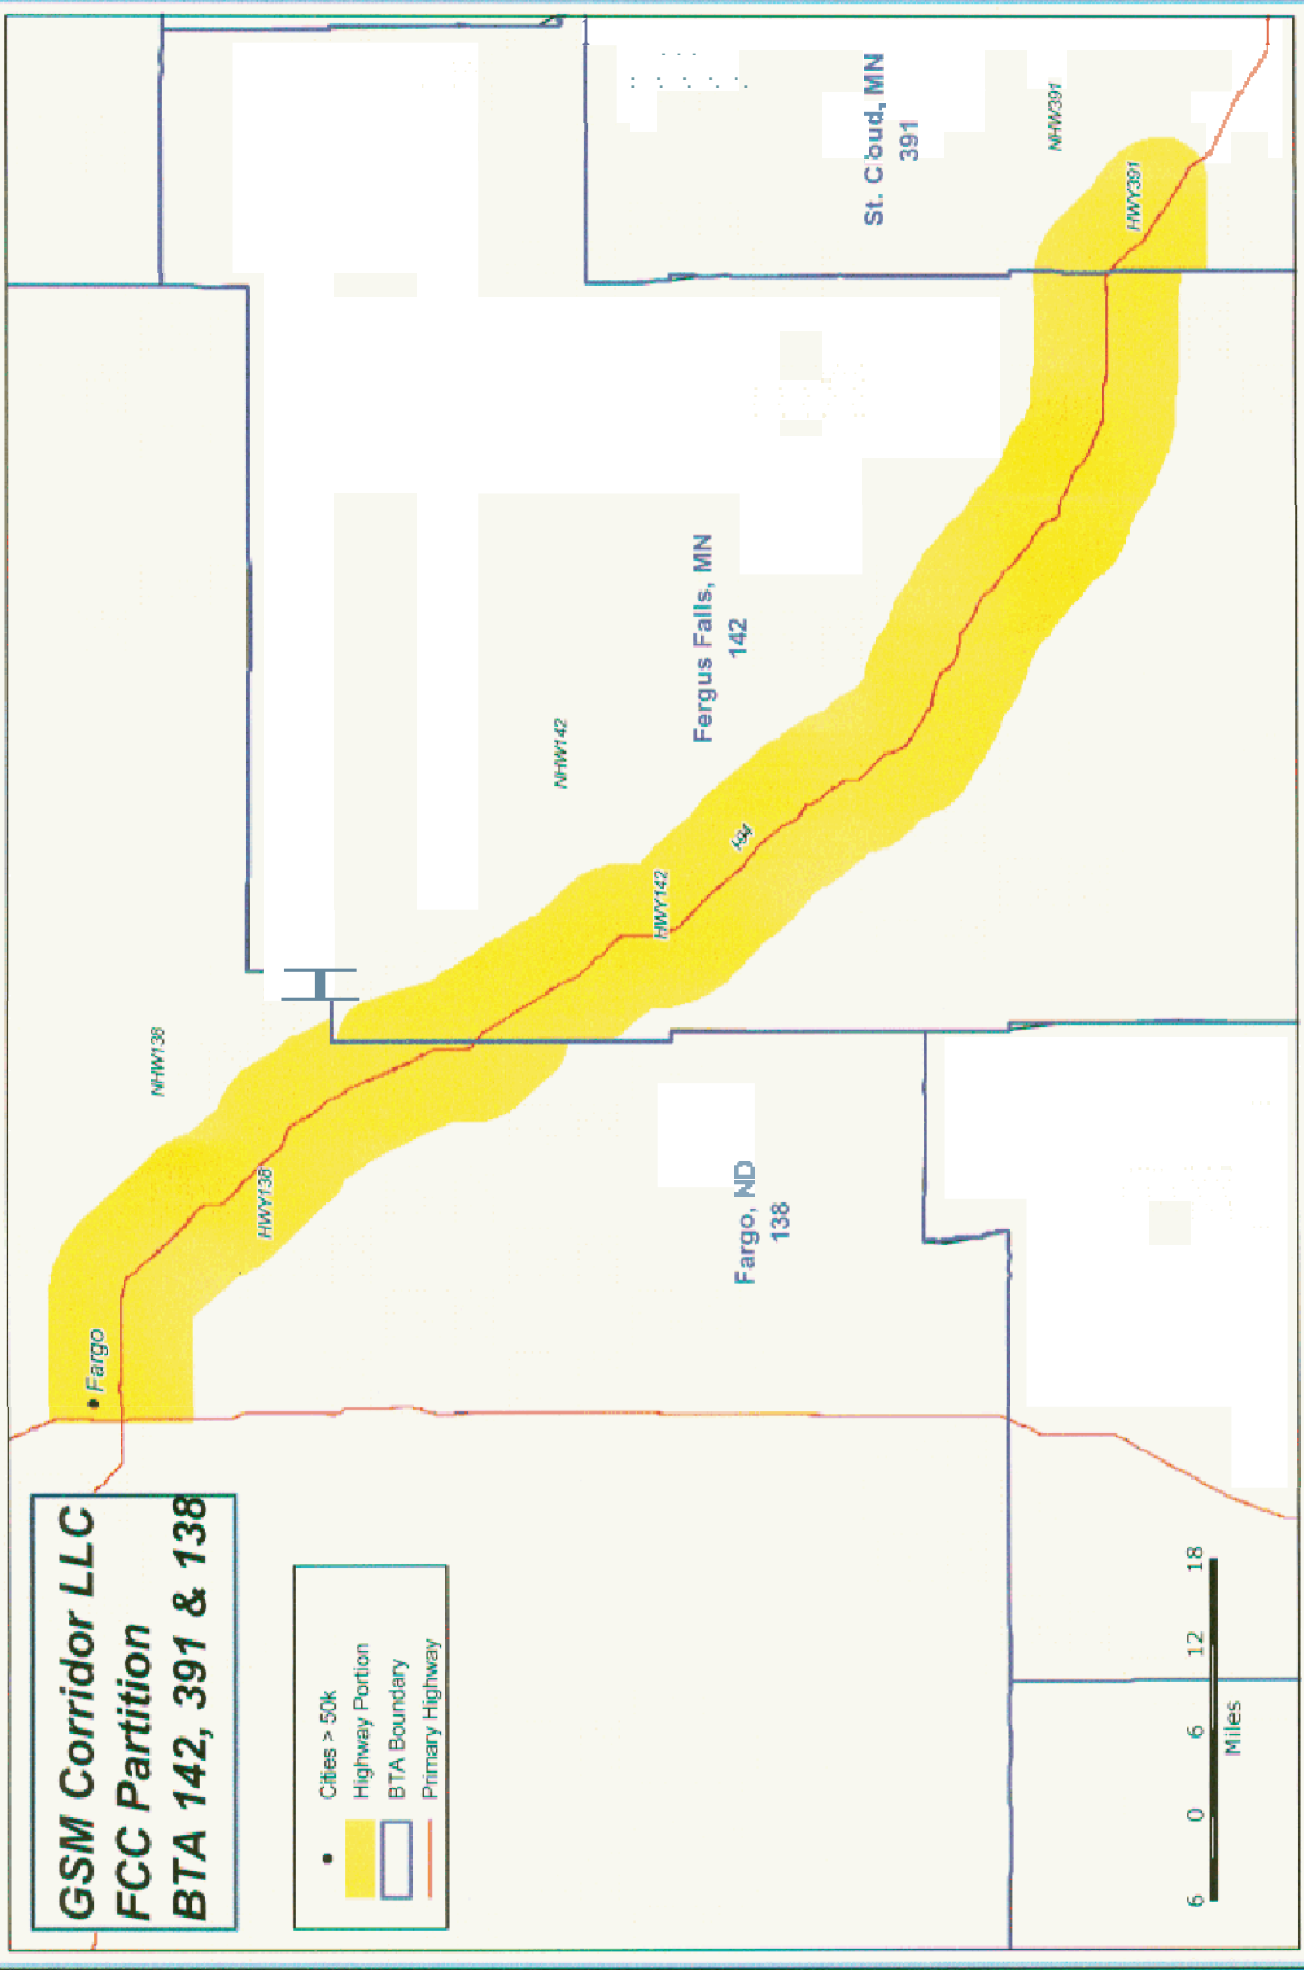 GSM Corridor LLC
FCC Partition
BTA 142, 391 & 138
Cities > 50k
Highway Portion
BTA Boundary
Primary Highway
Fargo
HWY138
NHW138
Fargo, ND
138
HWY142
I94
NHW142
Fergus Falls, MN
142
St. Cloud, MN
391
NHW391
HWY391
6 0 6 12 18
Miles